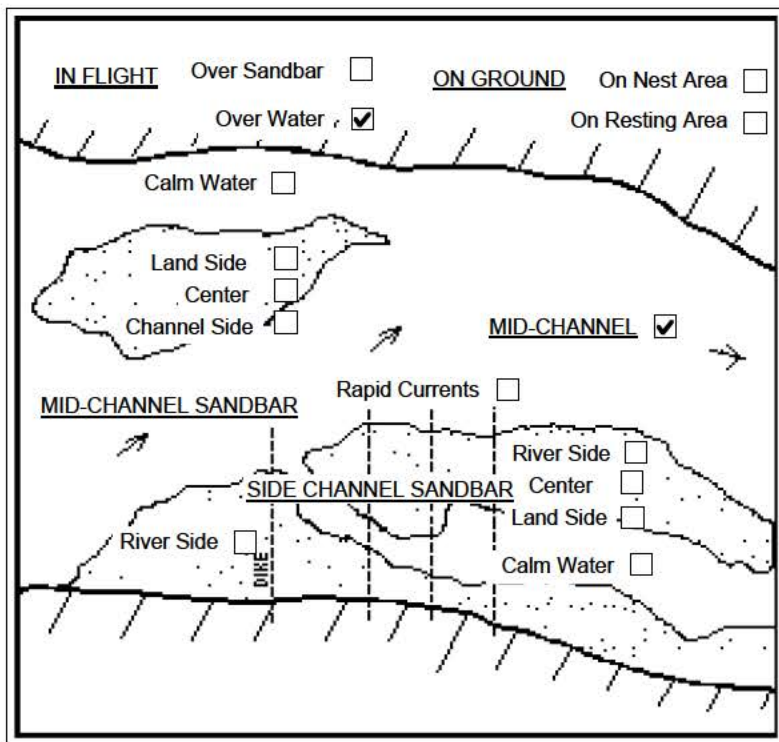 IN FLIGHT Over Sandbar ON GROUND On Nest Area
Over Water On Resting Area
Calm Water
Land Side
Center
Channel Side
MID-CHANNEL
Rapid Currents
MID-CHANNEL SANDBAR
River Side
SIDE CHANNEL SANDBAR Center
Land Side
River Side
DIKE
Calm Water